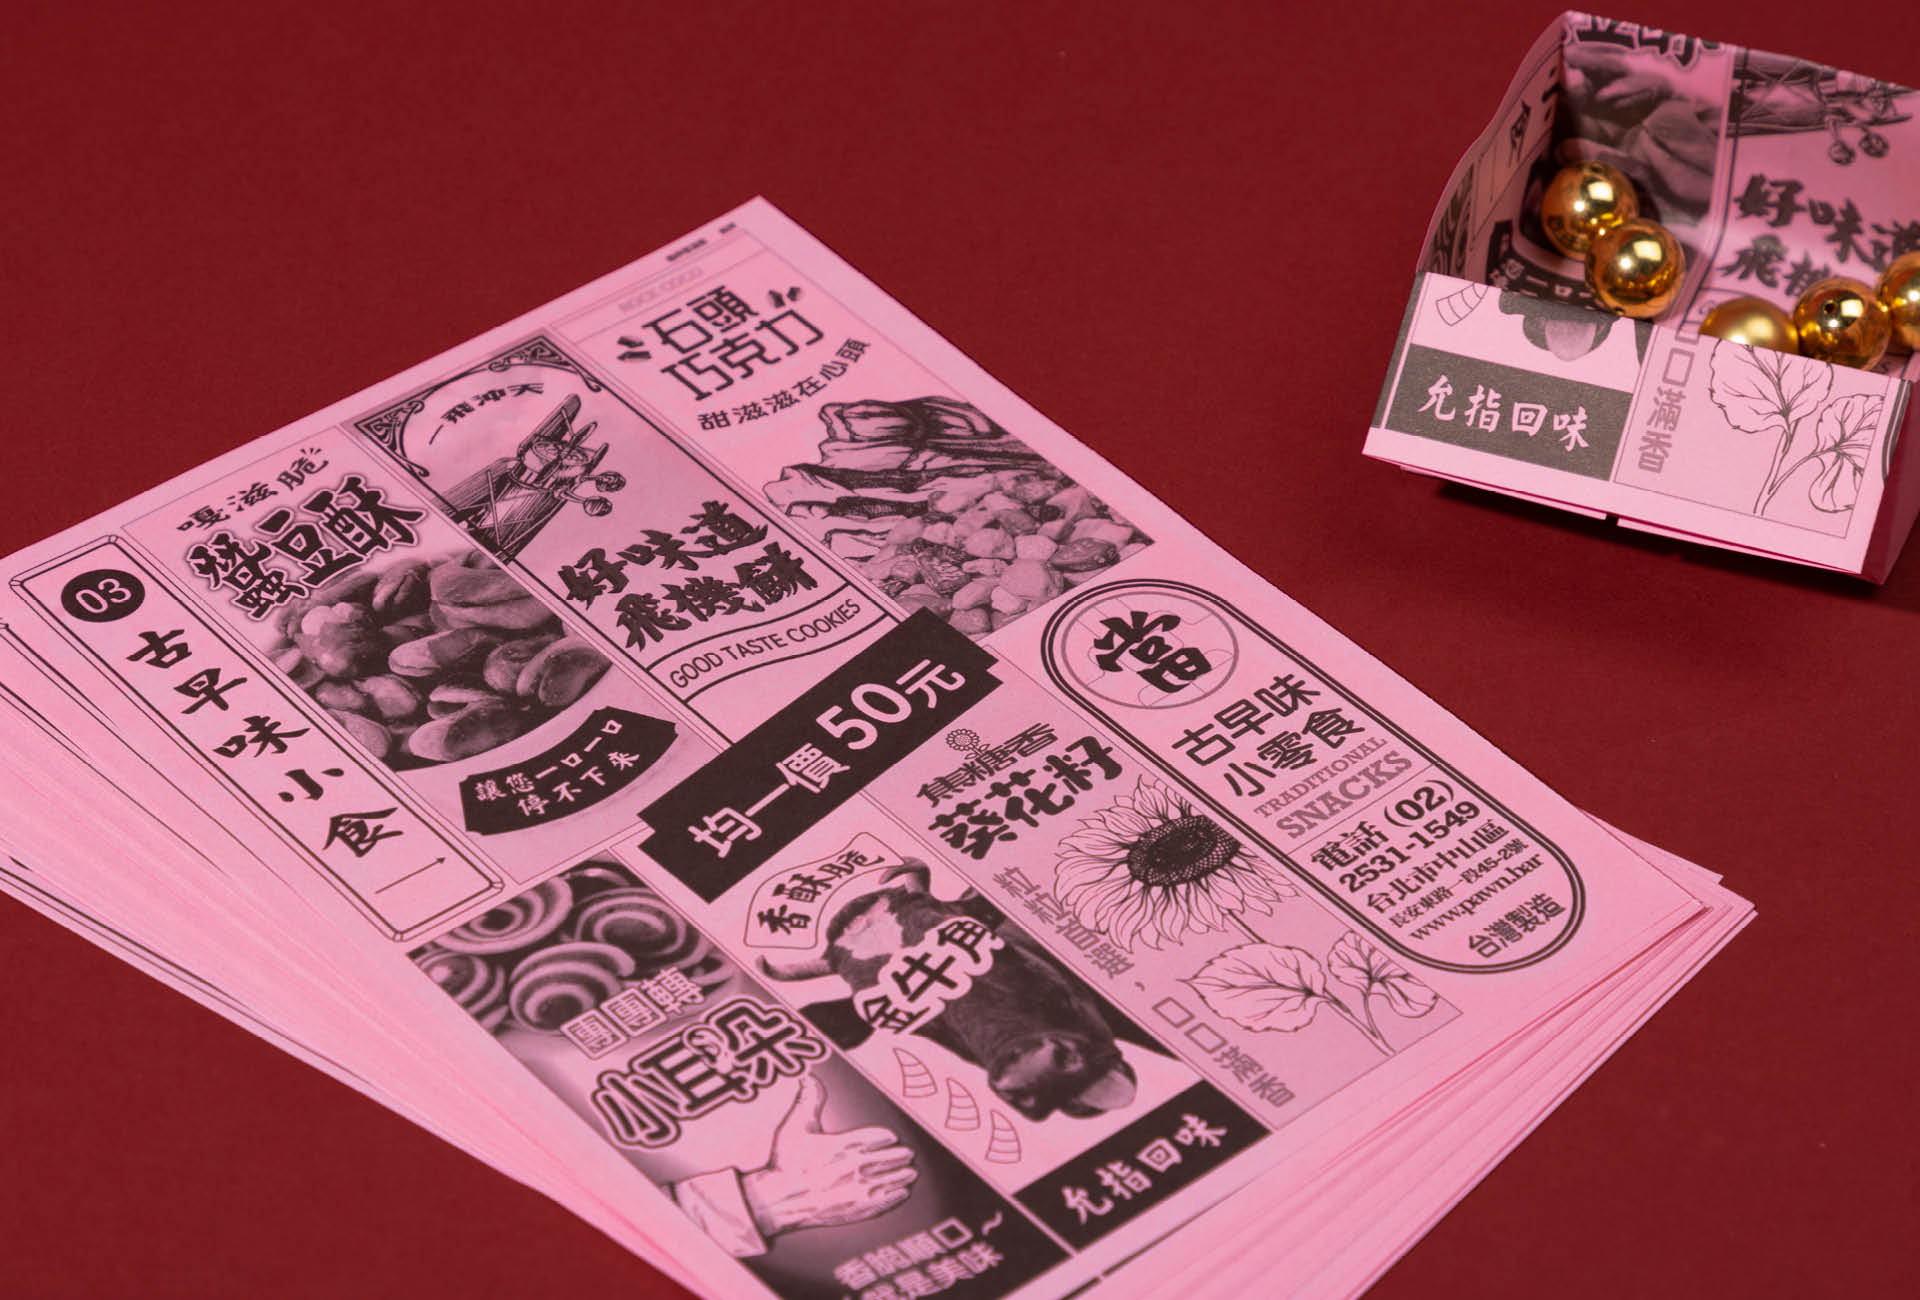 03
古早味小食
嘎滋脆
蠶豆酥
讓您一口一口
停不下來
一飛沖天
好味道
飛機餅
GOOD TASTE COOKIES
ROCK COCO
石頭
巧克力
甜滋滋在心頭
均一價50元
團團轉
小耳朵
香脆順口~
就是美味
香酥脆
金牛角
允指回味
焦糖香
葵花籽
粒粒首選,
口口滿香
當
古早味
小零食
TRADITIONAL
SNACKS
電話(02)
2531-1549
台北市中山區
長安東路一段45-2號
www.pawn.bar
台灣製造
好味道
飛機
允指回味
口口滿香